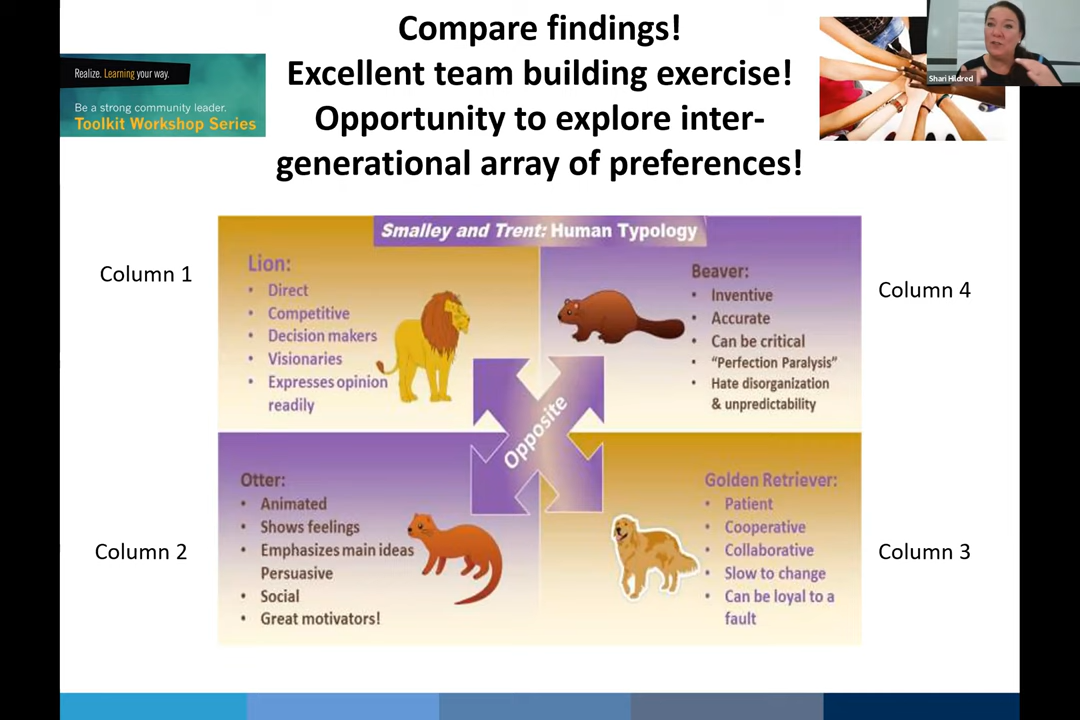 Compare findings!
Excellent team building exercise!
Opportunity to explore inter-
generational array of preferences!
Realize. Learning your way.
Be a strong community leader.
Toolkit Workshop Series
Shari Hildred
Smalley and Trent: Human Typology
Column 1
Lion:
• Direct
• Competitive
• Decision makers
• Visionaries
• Expresses opinion
readily
Beaver:
• Inventive
• Accurate
• Can be critical
• “Perfection Paralysis”
• Hate disorganization
& unpredictability
Column 4
Opposite
Column 2
Otter:
• Animated
• Shows feelings
• Emphasizes main ideas
Persuasive
• Social
• Great motivators!
Golden Retriever:
• Patient
• Cooperative
• Collaborative
• Slow to change
• Can be loyal to a
fault
Column 3